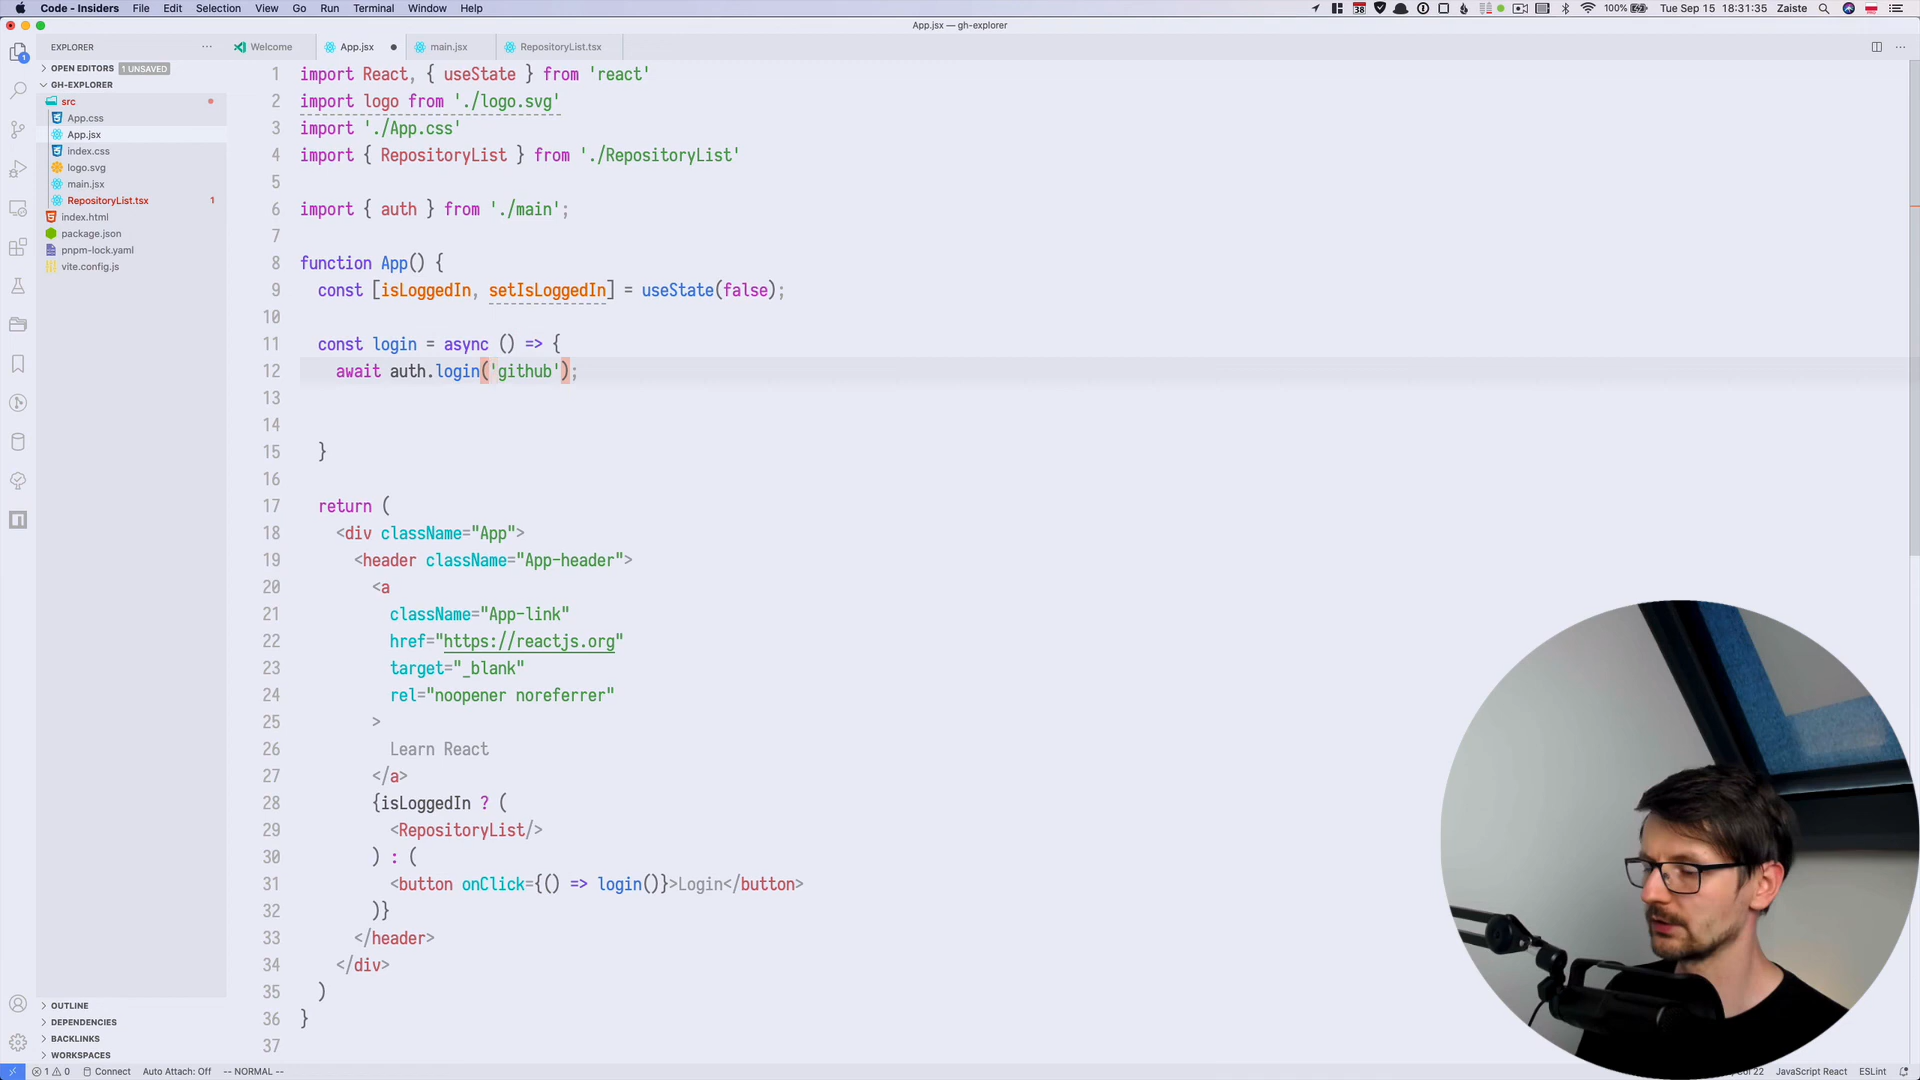 Code - Insiders File Edit Selection View Go Run Terminal Window Help
38 100% Tue Sep 15 18:31:35 Zaiste
App.jsx — gh-explorer
EXPLORER ···
Welcome App.jsx main.jsx RepositoryList.tsx
OPEN EDITORS 1 UNSAVED
GH-EXPLORER
src
App.css
App.jsx
index.css
logo.svg
main.jsx
RepositoryList.tsx 1
index.html
package.json
pnpm-lock.yaml
vite.config.js
OUTLINE
DEPENDENCIES
BACKLINKS
WORKSPACES
1 import React, { useState } from 'react'
2 import logo from './logo.svg'
3 import './App.css'
4 import { RepositoryList } from './RepositoryList'
5
6 import { auth } from './main';
7
8 function App() {
9 const [isLoggedIn, setIsLoggedIn] = useState(false);
10
11 const login = async () => {
12 await auth.login('github');
13
14
15 }
16
17 return (
18 <div className="App">
19 <header className="App-header">
20 <a
21 className="App-link"
22 href="https://reactjs.org"
23 target="_blank"
24 rel="noopener noreferrer"
25 >
26 Learn React
27 </a>
28 {isLoggedIn ? (
29 <RepositoryList/>
30 ) : (
31 <button onClick={() => login()}>Login</button>
32 )}
33 </header>
34 </div>
35 )
36 }
37
1 0 Connect Auto Attach: Off -- NORMAL -- Col 22 JavaScript React ESLint